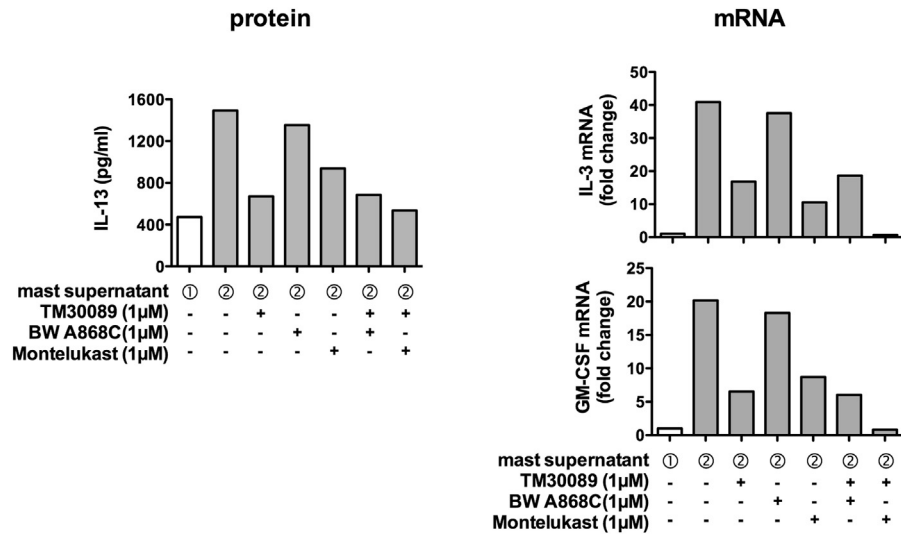 protein
1600
1200
800
400
0
IL-13 (pg/ml)
mast supernatant ① ② ② ② ② ② ②
TM30089 (1µM) - - + - - + +
BW A868C(1µM) - - - + - + -
Montelukast (1µM) - - - - + - +
mRNA
50
40
30
20
10
0
IL-3 mRNA
(fold change)
25
20
15
10
5
0
GM-CSF mRNA
(fold change)
mast supernatant ① ② ② ② ② ② ②
TM30089 (1µM) - - + - - + +
BW A868C(1µM) - - - + - + -
Montelukast (1µM) - - - - + - +